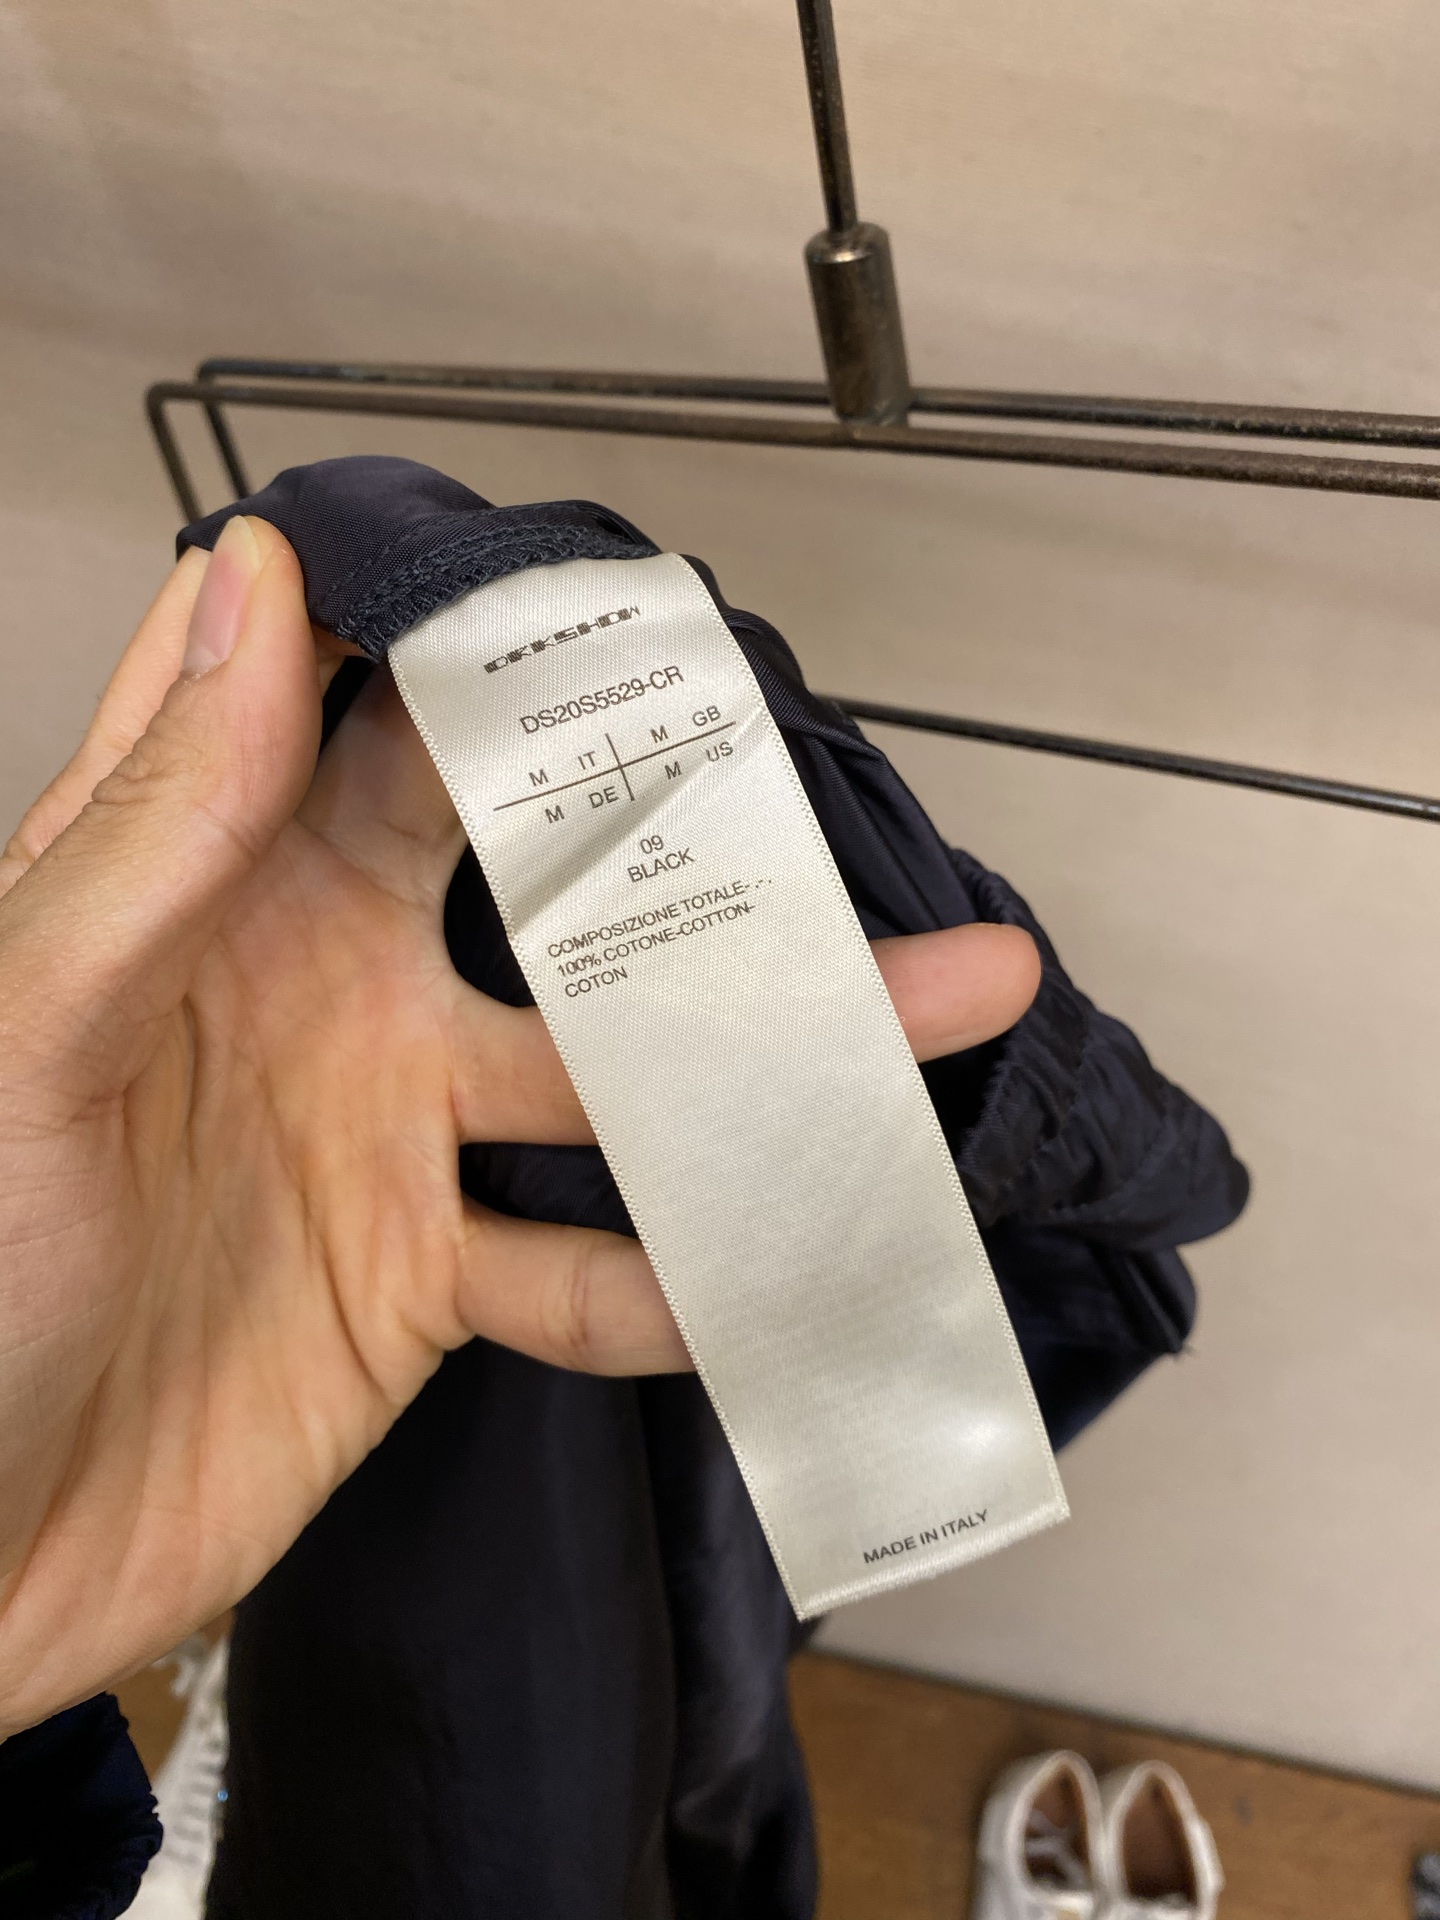 DRKSHDW
DS20S5529-CR
M IT M GB
M DE M US
09
BLACK
COMPOSIZIONE TOTALE- .-.
100% COTONE-COTTON-
COTON
MADE IN ITALY